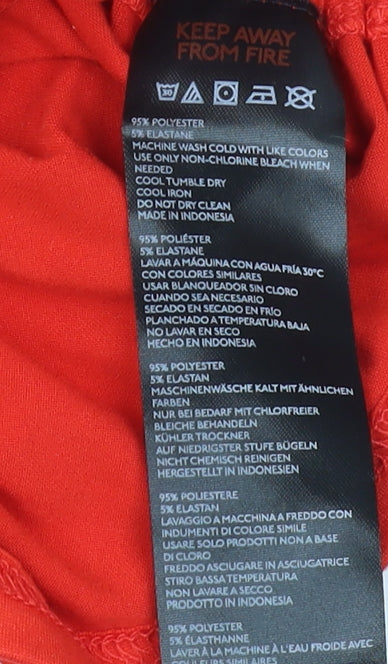 KEEP AWAY
FROM FIRE
30
95% POLYESTER
5% ELASTANE
MACHINE WASH COLD WITH LIKE COLORS
USE ONLY NON-CHLORINE BLEACH WHEN
NEEDED
COOL TUMBLE DRY
COOL IRON
DO NOT DRY CLEAN
MADE IN INDONESIA
95% POLIÉSTER
5% ELASTANE
LAVAR A MÁQUINA CON AGUA FRÍA 30°C
CON COLORES SIMILARES
USAR BLANQUEADOR SIN CLORO
CUANDO SEA NECESARIO
SECADO EN SECADO EN FRÍO
PLANCHADO A TEMPERATURA BAJA
NO LAVAR EN SECO
HECHO EN INDONESIA
95% POLYESTER
5% ELASTAN
MASCHINENWÄSCHE KALT MIT ÄHNLICHEN
FARBEN
NUR BEI BEDARF MIT CHLORFREIER
BLEICHE BEHANDELN
KÜHLER TROCKNER
AUF NIEDRIGSTER STUFE BÜGELN
NICHT CHEMISCH REINIGEN
HERGESTELLT IN INDONESIEN
95% POLIESTERE
5% ELASTAN
LAVAGGIO A MACCHINA A FREDDO CON
INDUMENTI DI COLORE SIMILE
USARE SOLO PRODOTTI NON A BASE
DI CLORO
FREDDO ASCIUGARE IN ASCIUGATRICE
STIRO BASSA TEMPERATURA
NON LAVARE A SECCO
PRODOTTO IN INDONESIA
95% POLYESTER
5% ÉLASTHANNE
LAVER À LA MACHINE À L'EAU FROIDE AVEC
COULEURS SIMILAIRES